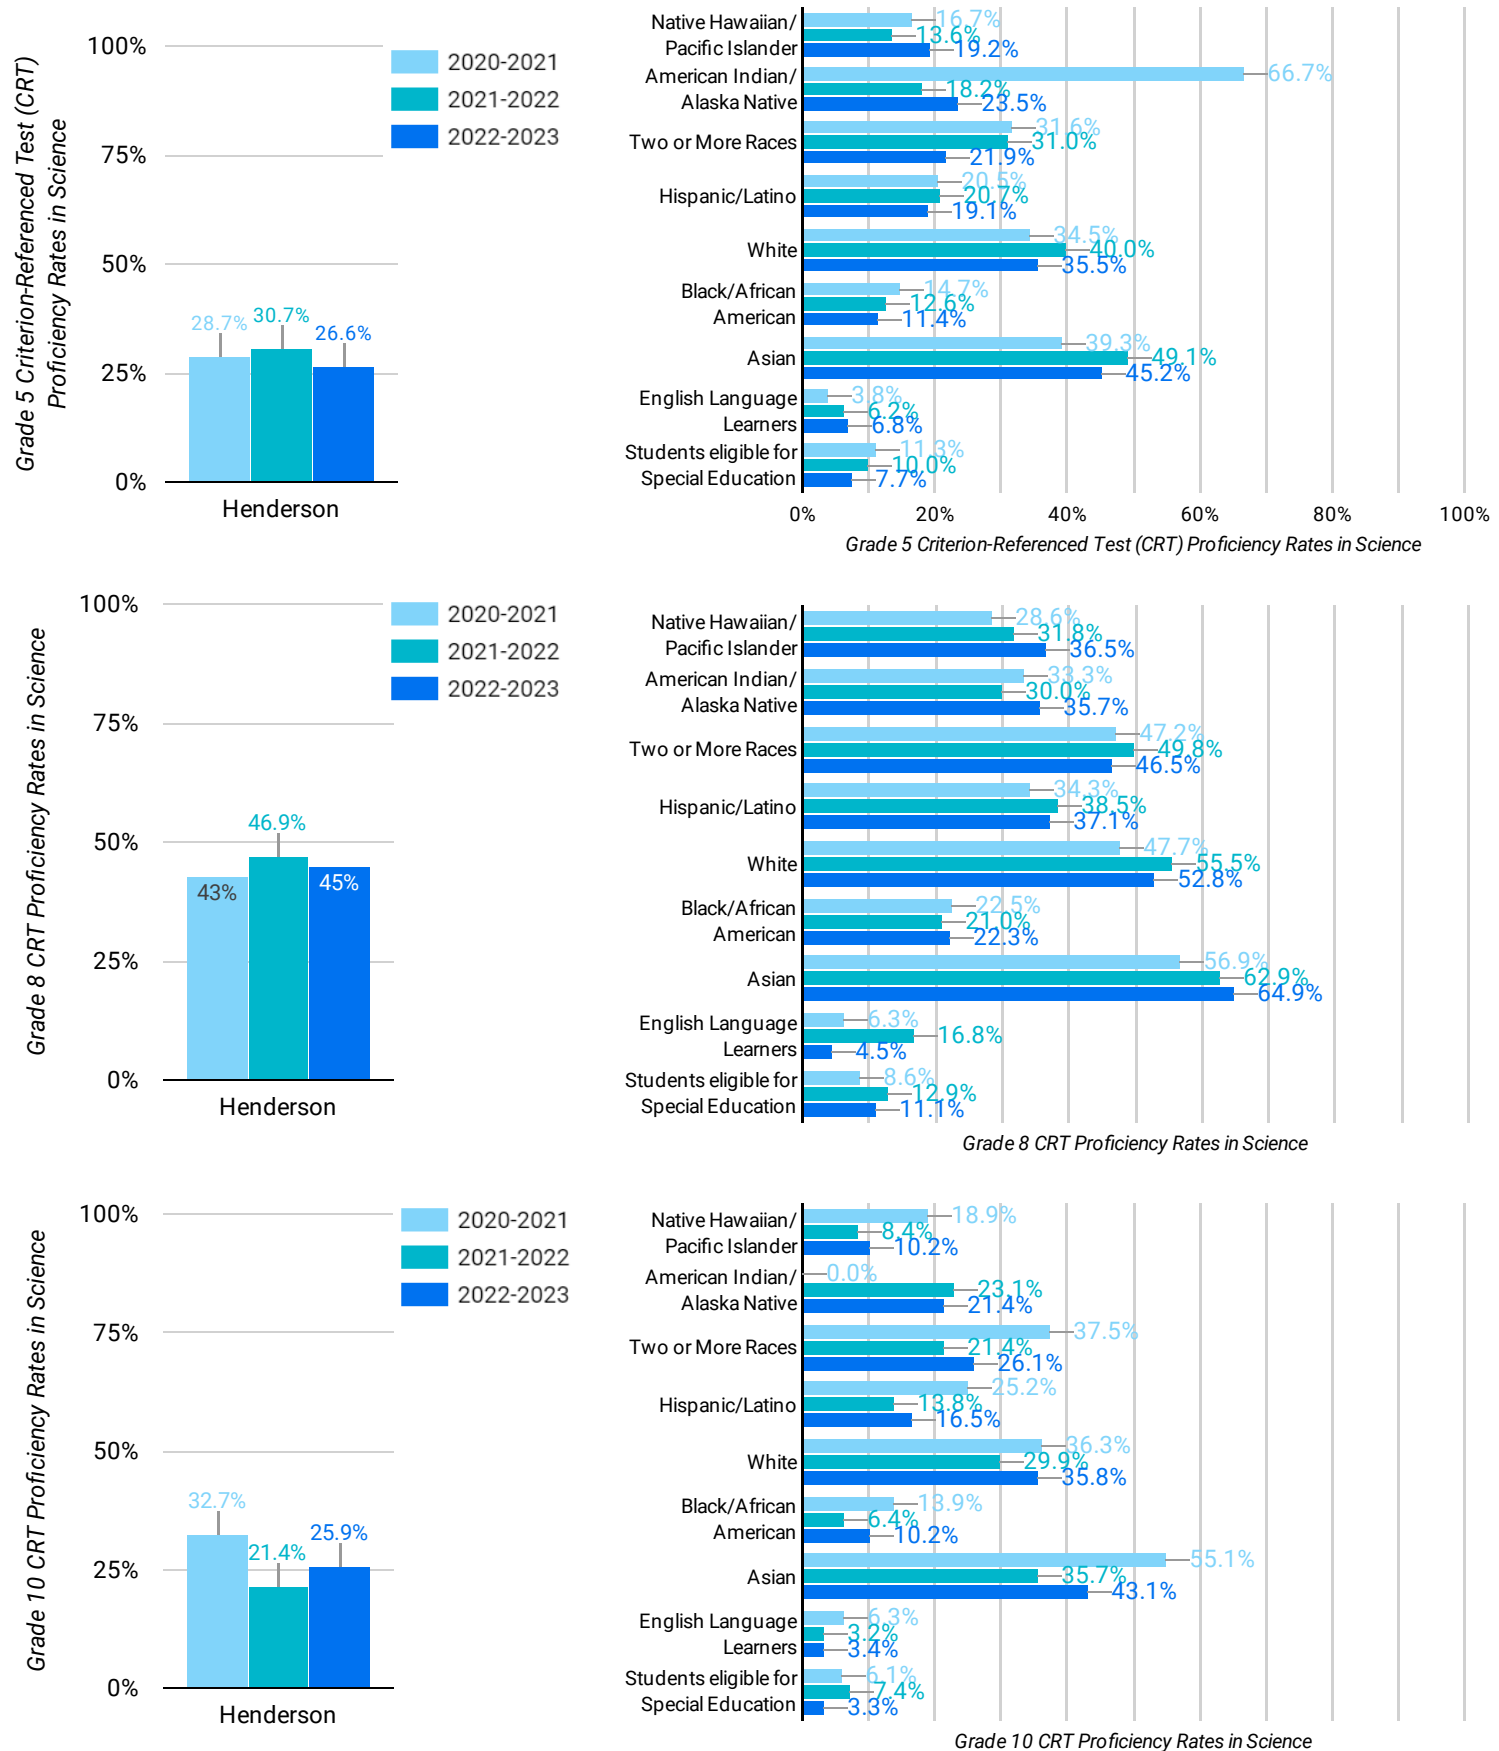 Grade 5 Criterion-Referenced Test (CRT)
Proficiency Rates in Science
100%
75%
50%
25%
0%
2020-2021
2021-2022
2022-2023
28.7%
30.7%
26.6%
Henderson
Native Hawaiian/
Pacific Islander
16.7%
13.6%
19.2%
American Indian/
Alaska Native
66.7%
18.2%
23.5%
Two or More Races
31.6%
31.0%
21.9%
Hispanic/Latino
20.5%
20.7%
19.1%
White
34.5%
40.0%
35.5%
Black/African
American
14.7%
12.6%
11.4%
Asian
39.3%
49.1%
45.2%
English Language
Learners
3.8%
6.2%
6.8%
Students eligible for
Special Education
11.3%
10.0%
7.7%
0% 20% 40% 60% 80% 100%
Grade 5 Criterion-Referenced Test (CRT) Proficiency Rates in Science
Grade 8 CRT Proficiency Rates in Science
100%
75%
50%
25%
0%
2020-2021
2021-2022
2022-2023
43%
46.9%
45%
Henderson
Native Hawaiian/
Pacific Islander
28.6%
31.8%
36.5%
American Indian/
Alaska Native
33.3%
30.0%
35.7%
Two or More Races
47.2%
49.8%
46.5%
Hispanic/Latino
34.3%
38.5%
37.1%
White
47.7%
55.5%
52.8%
Black/African
American
22.5%
21.0%
22.3%
Asian
56.9%
62.9%
64.9%
English Language
Learners
6.3%
16.8%
4.5%
Students eligible for
Special Education
8.6%
12.9%
11.1%
Grade 8 CRT Proficiency Rates in Science
Grade 10 CRT Proficiency Rates in Science
100%
75%
50%
25%
0%
2020-2021
2021-2022
2022-2023
32.7%
21.4%
25.9%
Henderson
Native Hawaiian/
Pacific Islander
18.9%
8.4%
10.2%
American Indian/
Alaska Native
0.0%
23.1%
21.4%
Two or More Races
37.5%
21.4%
26.1%
Hispanic/Latino
25.2%
13.8%
16.5%
White
36.3%
29.9%
35.8%
Black/African
American
13.9%
6.4%
10.2%
Asian
55.1%
35.7%
43.1%
English Language
Learners
6.3%
3.2%
3.4%
Students eligible for
Special Education
6.1%
7.4%
3.3%
Grade 10 CRT Proficiency Rates in Science